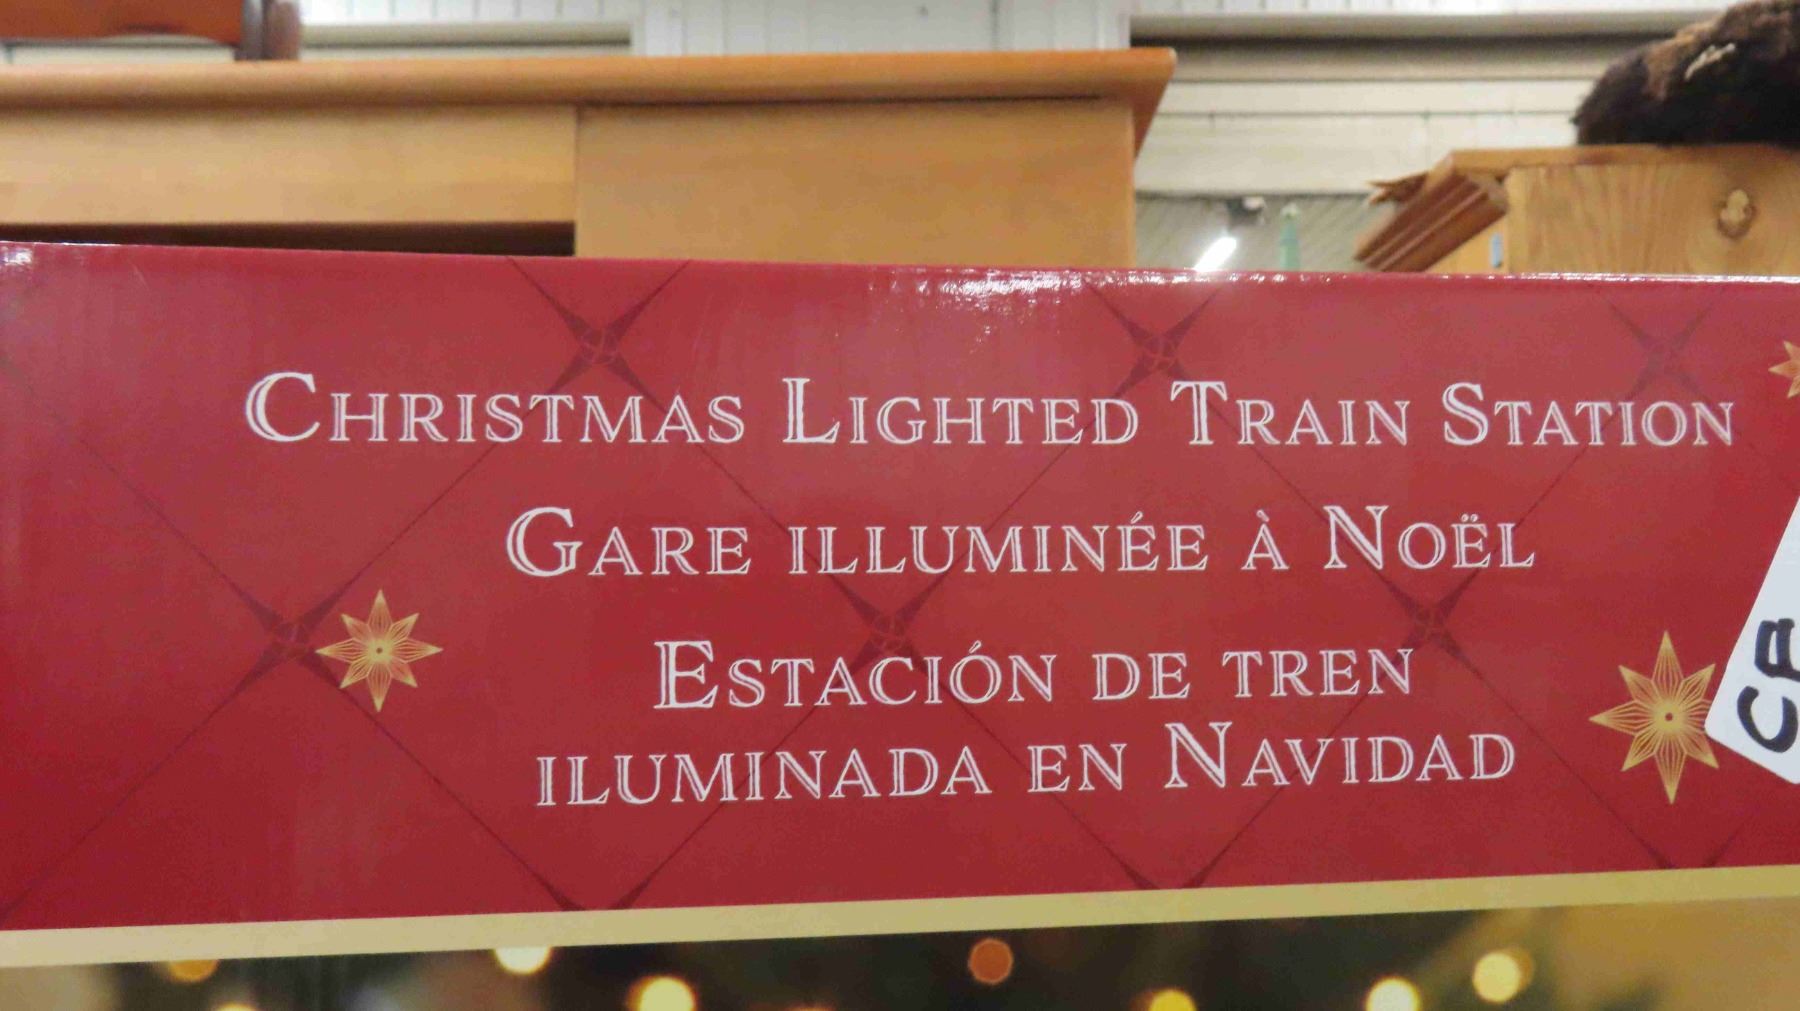 Christmas Lighted Train Station
Gare illuminée à Noël
Estación de tren
iluminada en Navidad